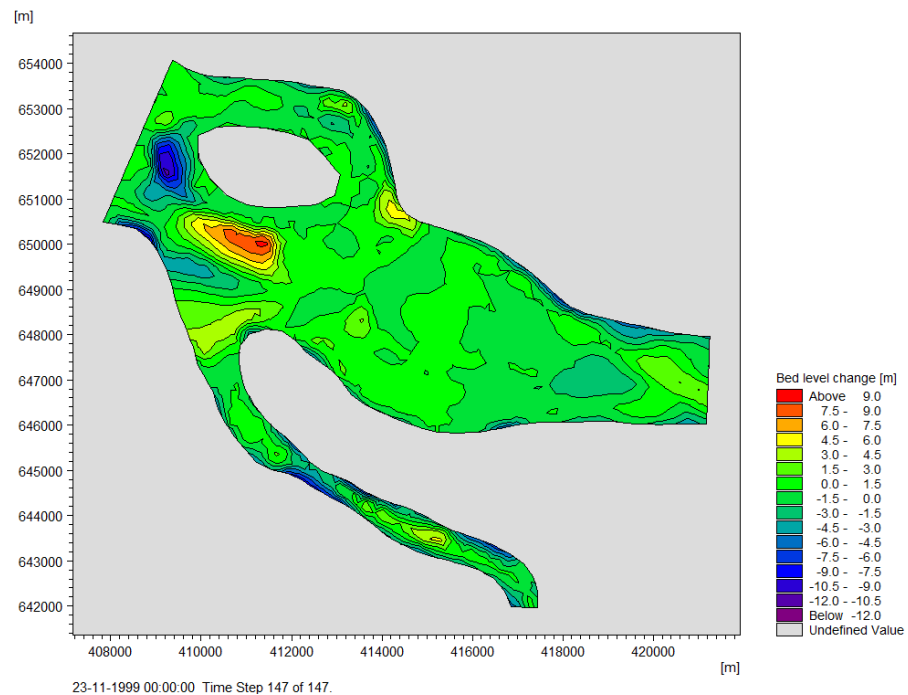 [m]
654000
653000
652000
651000
650000
649000
648000
647000
646000
645000
644000
643000
642000
408000 410000 412000 414000 416000 418000 420000
[m]
23-11-1999 00:00:00 Time Step 147 of 147.
Bed level change [m]
Above 9.0
7.5 - 9.0
6.0 - 7.5
4.5 - 6.0
3.0 - 4.5
1.5 - 3.0
0.0 - 1.5
-1.5 - 0.0
-3.0 - -1.5
-4.5 - -3.0
-6.0 - -4.5
-7.5 - -6.0
-9.0 - -7.5
-10.5 - -9.0
-12.0 - -10.5
Below -12.0
Undefined Value